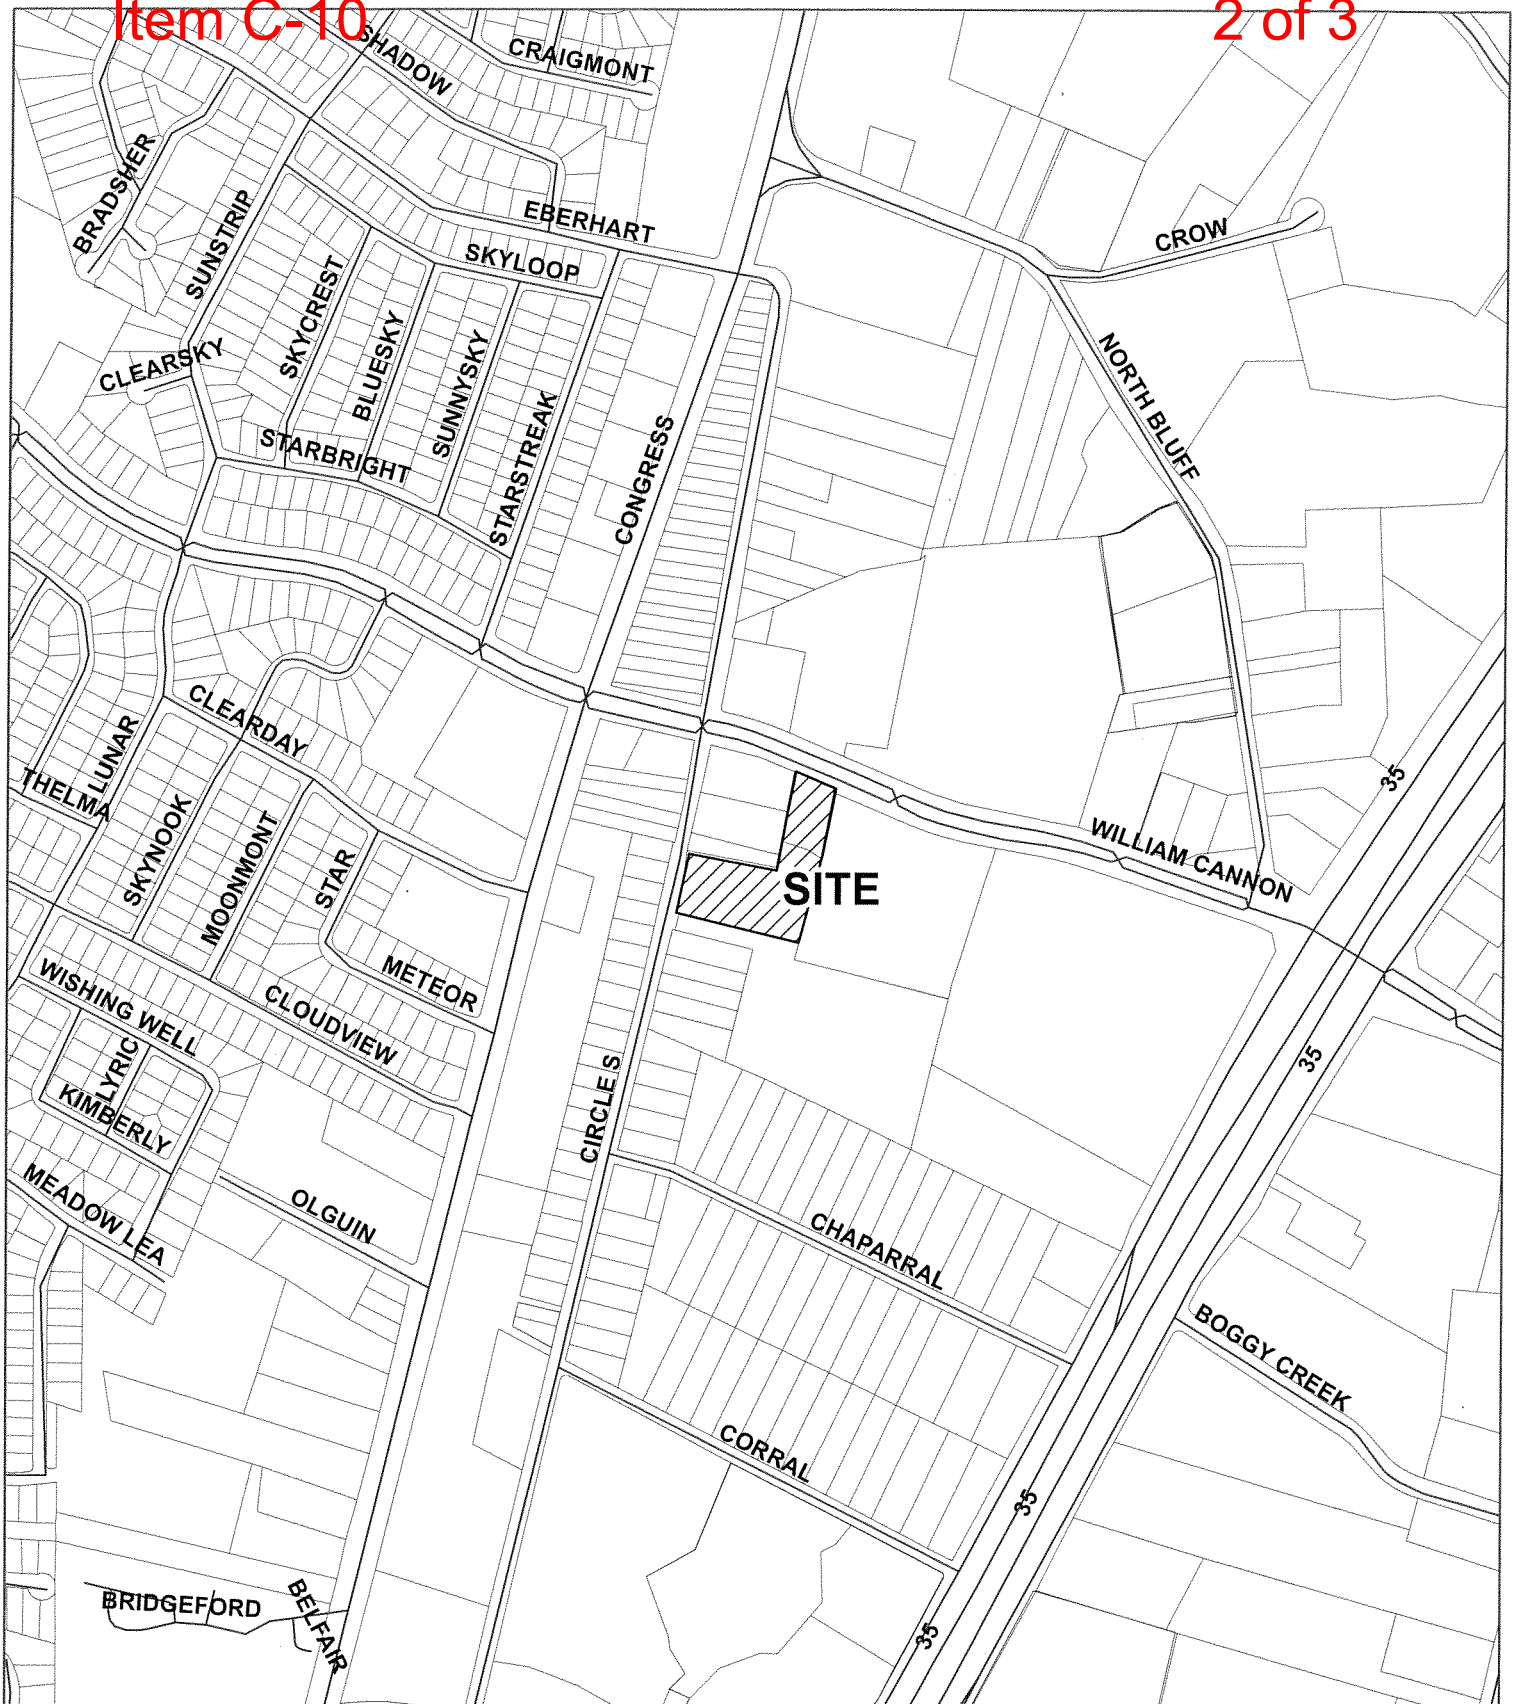 Item C-10
2 of 3
SHADOW
CRAIGMONT
BRADSHER
SUNSTRIP
EBERHART
SKYLOOP
CROW
SKYCREST
BLUESKY
SUNNYSKY
CLEARSKY
STARSTREAK
STARBRIGHT
CONGRESS
NORTH BLUFF
CLEARDAY
LUNAR
THELMA
SKYNOOK
MOONMONT
STAR
35
WILLIAM CANNON
SITE
METEOR
WISHING WELL
CLOUDVIEW
LYRIC
KIMBERLY
CIRCLE S
35
MEADOW LEA
OLGUIN
CHAPARRAL
BOGGY CREEK
CORRAL
35
BRIDGEFORD
BELFAIR
35